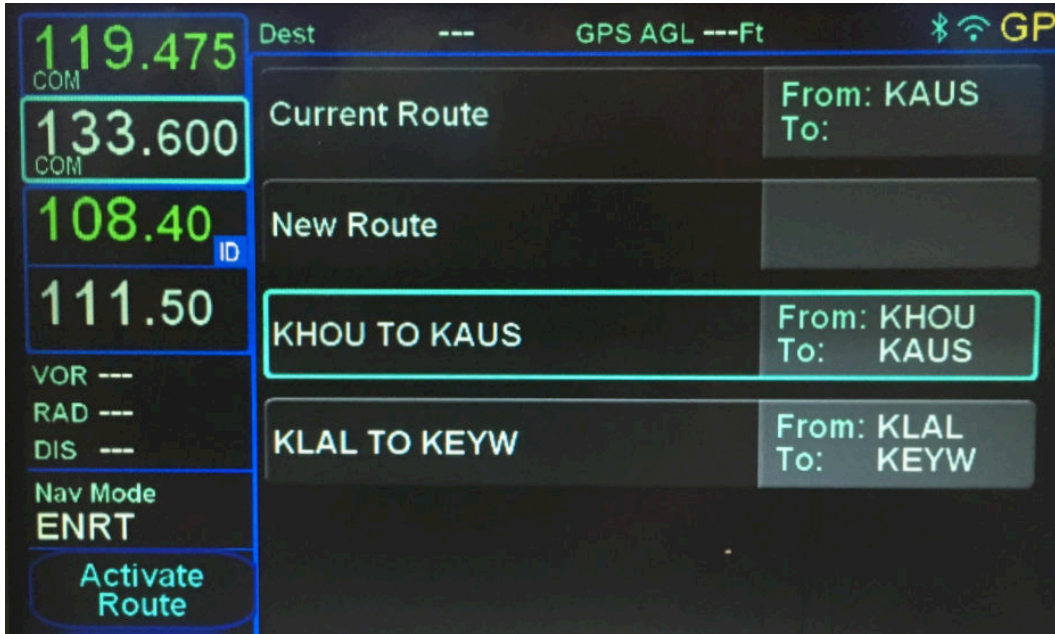 119.475
COM
133.600
COM
108.40
ID
111.50
VOR ---
RAD ---
DIS ---
Nav Mode
ENRT
Activate
Route
Dest --- GPS AGL ---Ft GP
Current Route
From: KAUS
To:
New Route
KHOU TO KAUS
From: KHOU
To: KAUS
KLAL TO KEYW
From: KLAL
To: KEYW